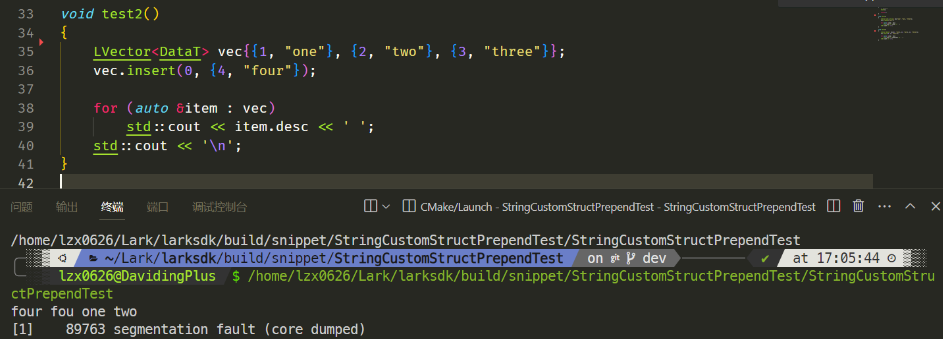 33 void test2()
34 {
35 LVector<DataT> vec{{1, "one"}, {2, "two"}, {3, "three"}};
36 vec.insert(0, {4, "four"});
37
38 for (auto &item : vec)
39 std::cout << item.desc << ' ';
40 std::cout << '\n';
41 }
42
问题 输出 终端 端口 调试控制台 CMake/Launch - StringCustomStructPrependTest - StringCustomStructPrependTest
/home/lzx0626/Lark/larksdk/build/snippet/StringCustomStructPrependTest/StringCustomStructPrependTest
~/Lark/larksdk/build/snippet/StringCustomStructPrependTest on dev ✔ at 17:05:44
lzx0626@DavidingPlus $ /home/lzx0626/Lark/larksdk/build/snippet/StringCustomStructPrependTest/StringCustomStru
ctPrependTest
four fou one two
[1] 89763 segmentation fault (core dumped)